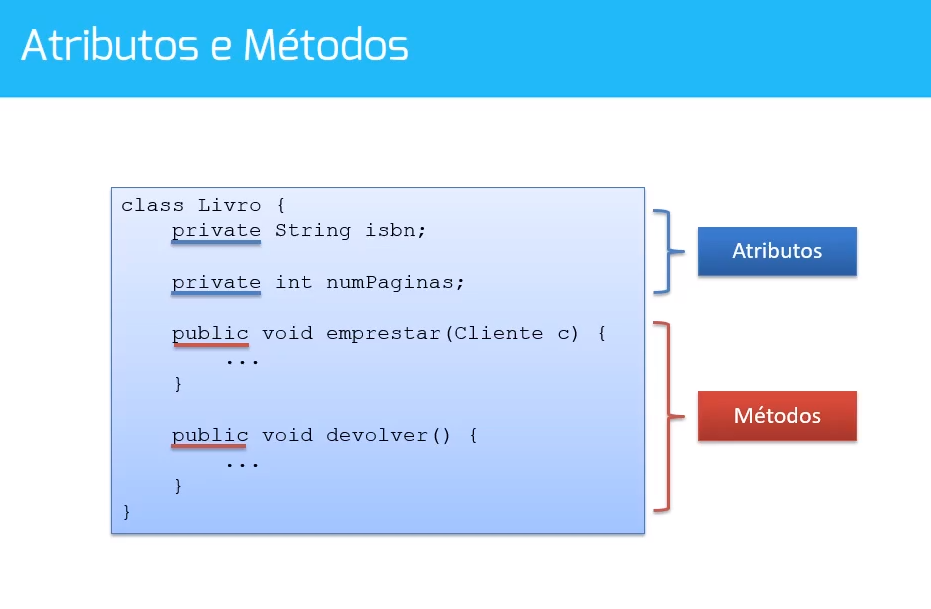 Atributos e Métodos
class Livro {
private String isbn;
private int numPaginas;
public void emprestar(Cliente c) {
...
}
public void devolver() {
...
}
}
Atributos
Métodos